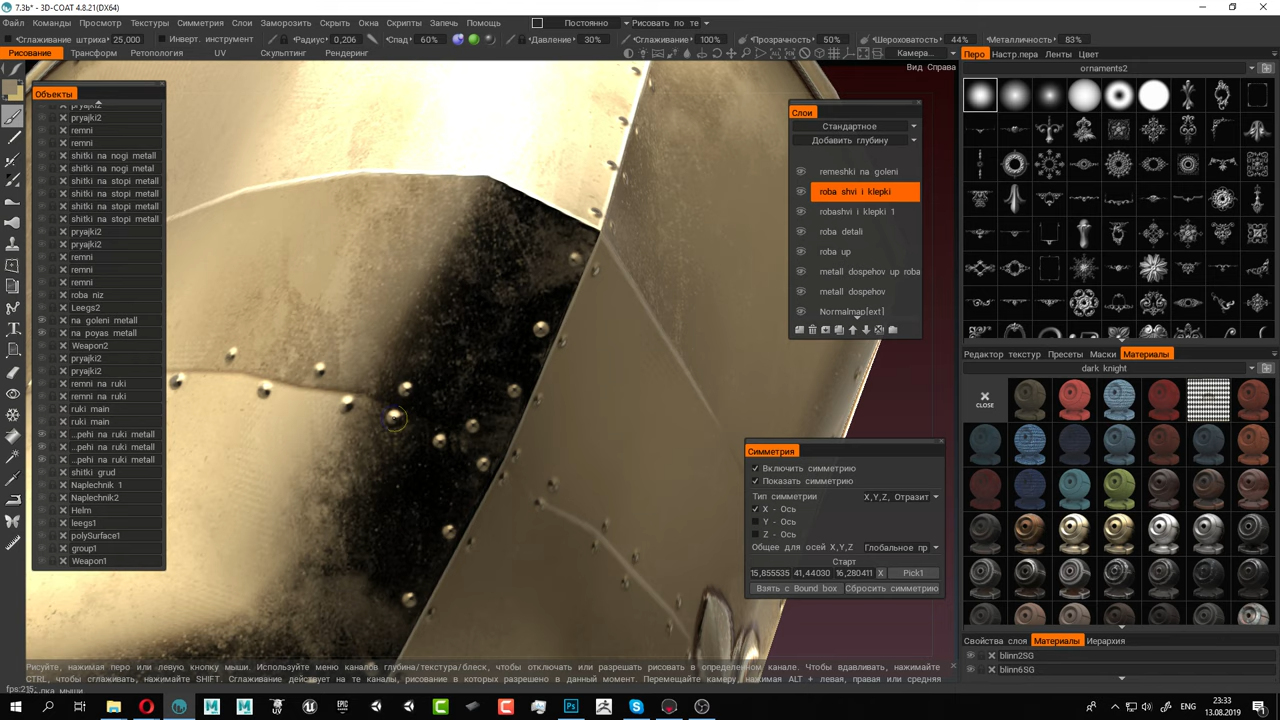 7.3b* - 3D-COAT 4.8.21(DX64)
Файл Команды Просмотр Текстуры Симметрия Слои Заморозить Скрыть Окна Скрипты Запечь Помощь Постоянно Рисовать по те
Сглаживание штриха 25,000 Инверт.инструмент Радиус 0,206 Спад 60% Давление 30% Сглаживание 100% Прозрачность 50% Шероховатость 44% Металличность 83%
Рисование Трансформ Ретопология UV Скульптинг Рендеринг Камера...
Вид Справа
Перо Настр.пера Ленты Цвет
ornaments2
Объекты
pryajki2
pryajki2
remni
remni
shitki na nogi metall
shitki na nogi metal
shitki na stopi metall
shitki na stopi metall
shitki na stopi metall
shitki na stopi metall
pryajki2
pryajki2
remni
remni
remni
roba niz
Leegs2
na goleni metall
na poyas metall
Weapon2
pryajki2
pryajki2
remni na ruki
remni na ruki
ruki main
ruki main
...pehi na ruki metall
...pehi na ruki metall
...pehi na ruki metall
shitki grud
Naplechnik 1
Naplechnik2
Helm
leegs1
polySurface1
group1
Weapon1
Слои
Стандартное
Добавить глубину
remeshki na goleni
roba shvi i klepki
robashvi i klepki 1
roba detali
roba up
metall dospehov up roba
metall dospehov
Normalmap[ext]
Симметрия
Включить симметрию
Показать симметрию
Тип симметрии X,Y,Z, Отразит
X - Ось
Y - Ось
Z - Ось
Общее для осей X,Y,Z Глобальное пр
Старт
15,855535 41,44030 16,280411 X Pick1
Взять с Bound box Сбросить симметрию
Редактор текстур Пресеты Маски Материалы
dark knight
CLOSE
Свойства слоя Материалы Иерархия
blinn2SG
blinn6SG
Рисуйте, нажимая перо или левую кнопку мыши. Используйте меню каналов глубина/текстура/блеск, чтобы отключить или разрешать рисовать в определенном канале. Чтобы вдавливать, нажимайте
CTRL, чтобы сглаживать, нажимайте SHIFT. Сглаживание действует на те каналы, рисование в которых разрешено в данный момент. Перемещайте камеру, нажимая ALT + левая, правая или средняя
fps:215; пка мыши
UV
EPIC
Ps
ENG
23:33
13.08.2019